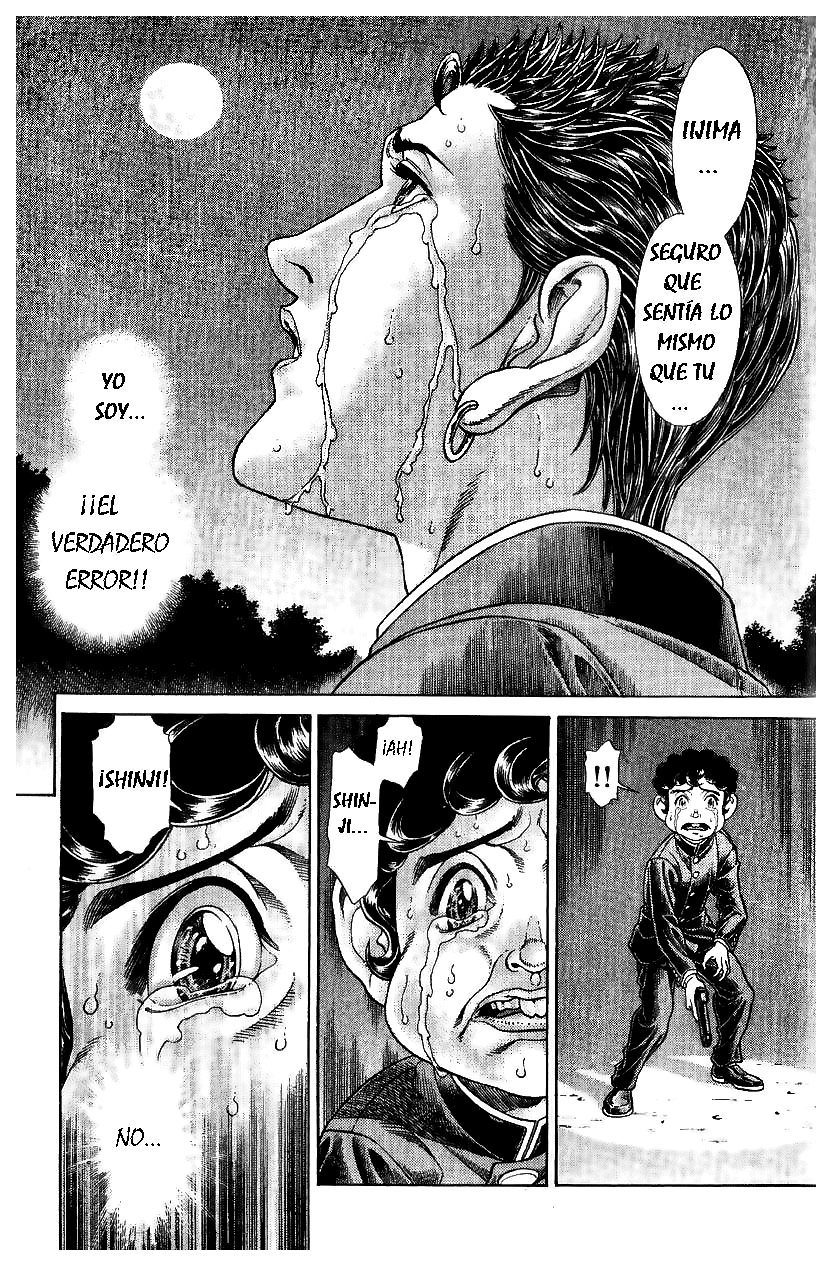 IIJIMA
...
SEGURO
QUE
SENTÍA LO
MISMO
QUE TU
...
YO
SOY...
¡¡EL
VERDADERO
ERROR!!
!!
¡AH!
SHIN-
JI...
¡SHINJI!
NO...